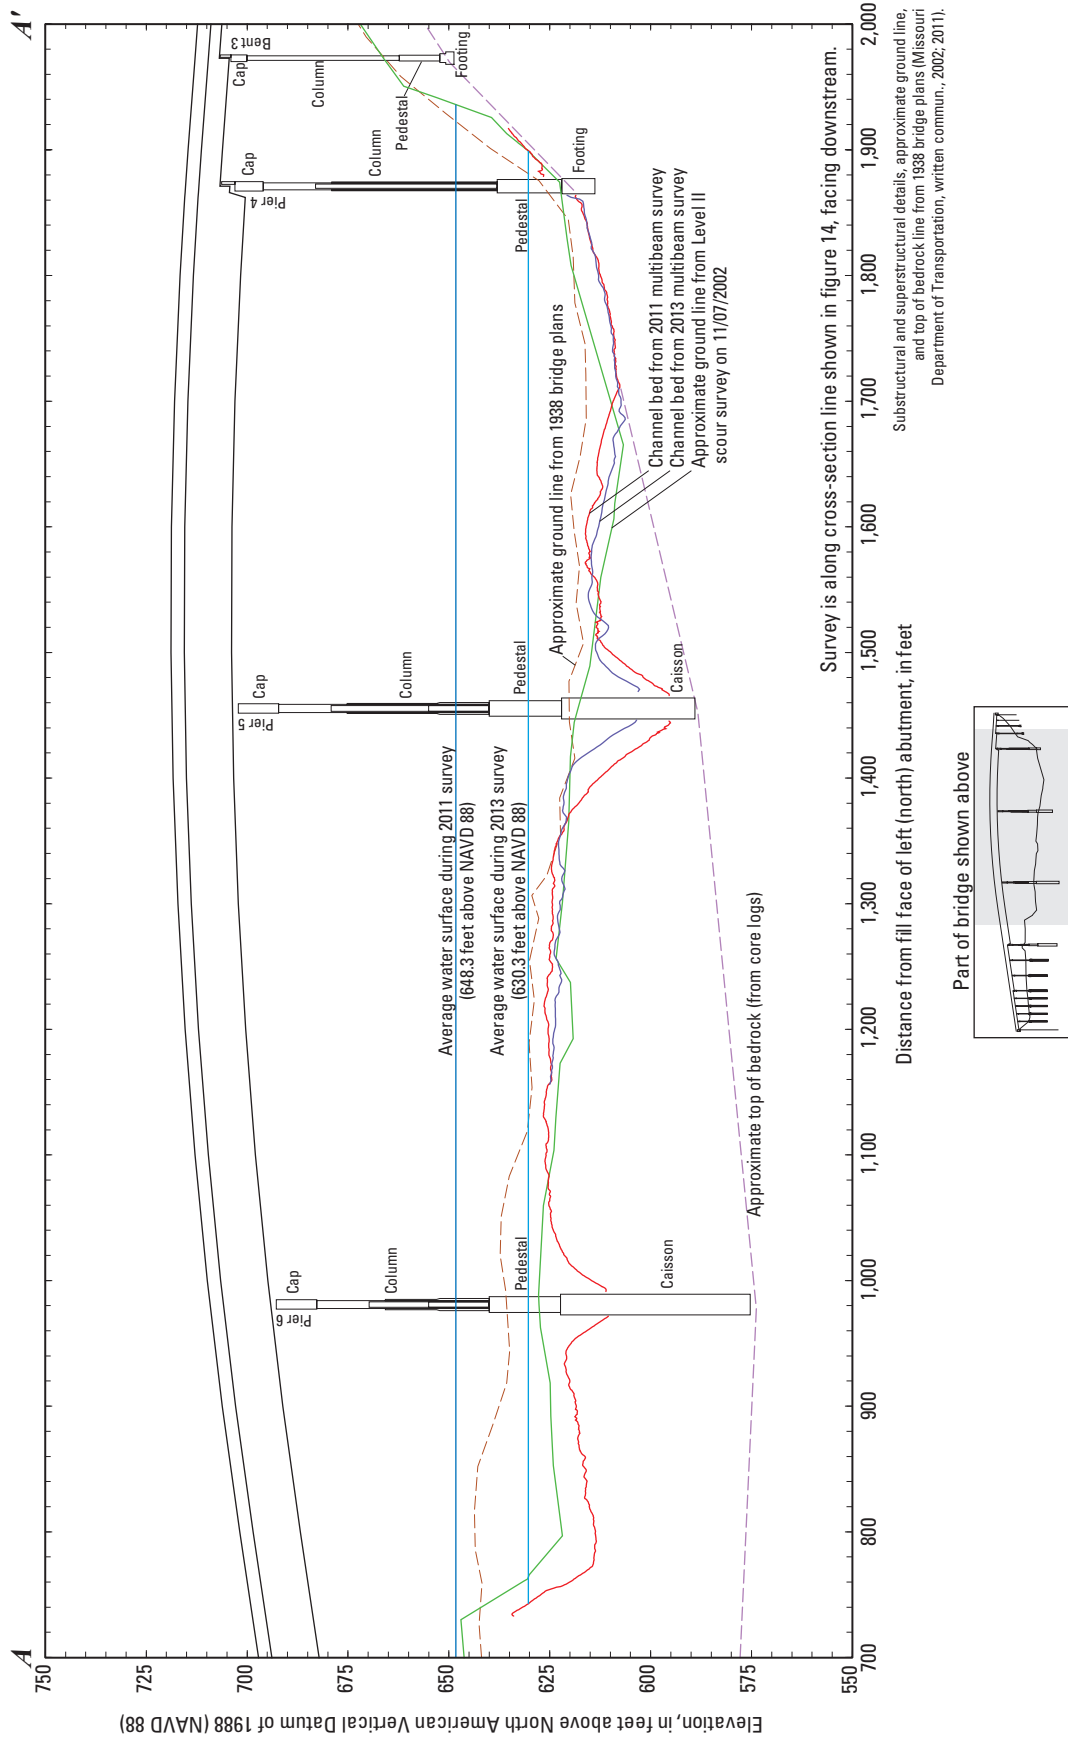 A
A'
Elevation, in feet above North American Vertical Datum of 1988 (NAVD 88)
750
725
700
675
650
625
600
575
550
Pier 6
Cap
Column
Pedestal
Caisson
Pier 5
Cap
Column
Pedestal
Caisson
Pier 4
Cap
Column
Pedestal
Footing
Bent 3
Cap
Column
Pedestal
Footing
Average water surface during 2011 survey
(648.3 feet above NAVD 88)
Average water surface during 2013 survey
(630.3 feet above NAVD 88)
Approximate ground line from 1938 bridge plans
Channel bed from 2011 multibeam survey
Channel bed from 2013 multibeam survey
Approximate ground line from Level II
scour survey on 11/07/2002
Approximate top of bedrock (from core logs)
Survey is along cross-section line shown in figure 14, facing downstream.
700
800
900
1,000
1,100
1,200
1,300
1,400
1,500
1,600
1,700
1,800
1,900
2,000
Distance from fill face of left (north) abutment, in feet
Substructural and superstructural details, approximate ground line,
and top of bedrock line from 1938 bridge plans (Missouri
Department of Transportation, written commun., 2002; 2011).
Part of bridge shown above